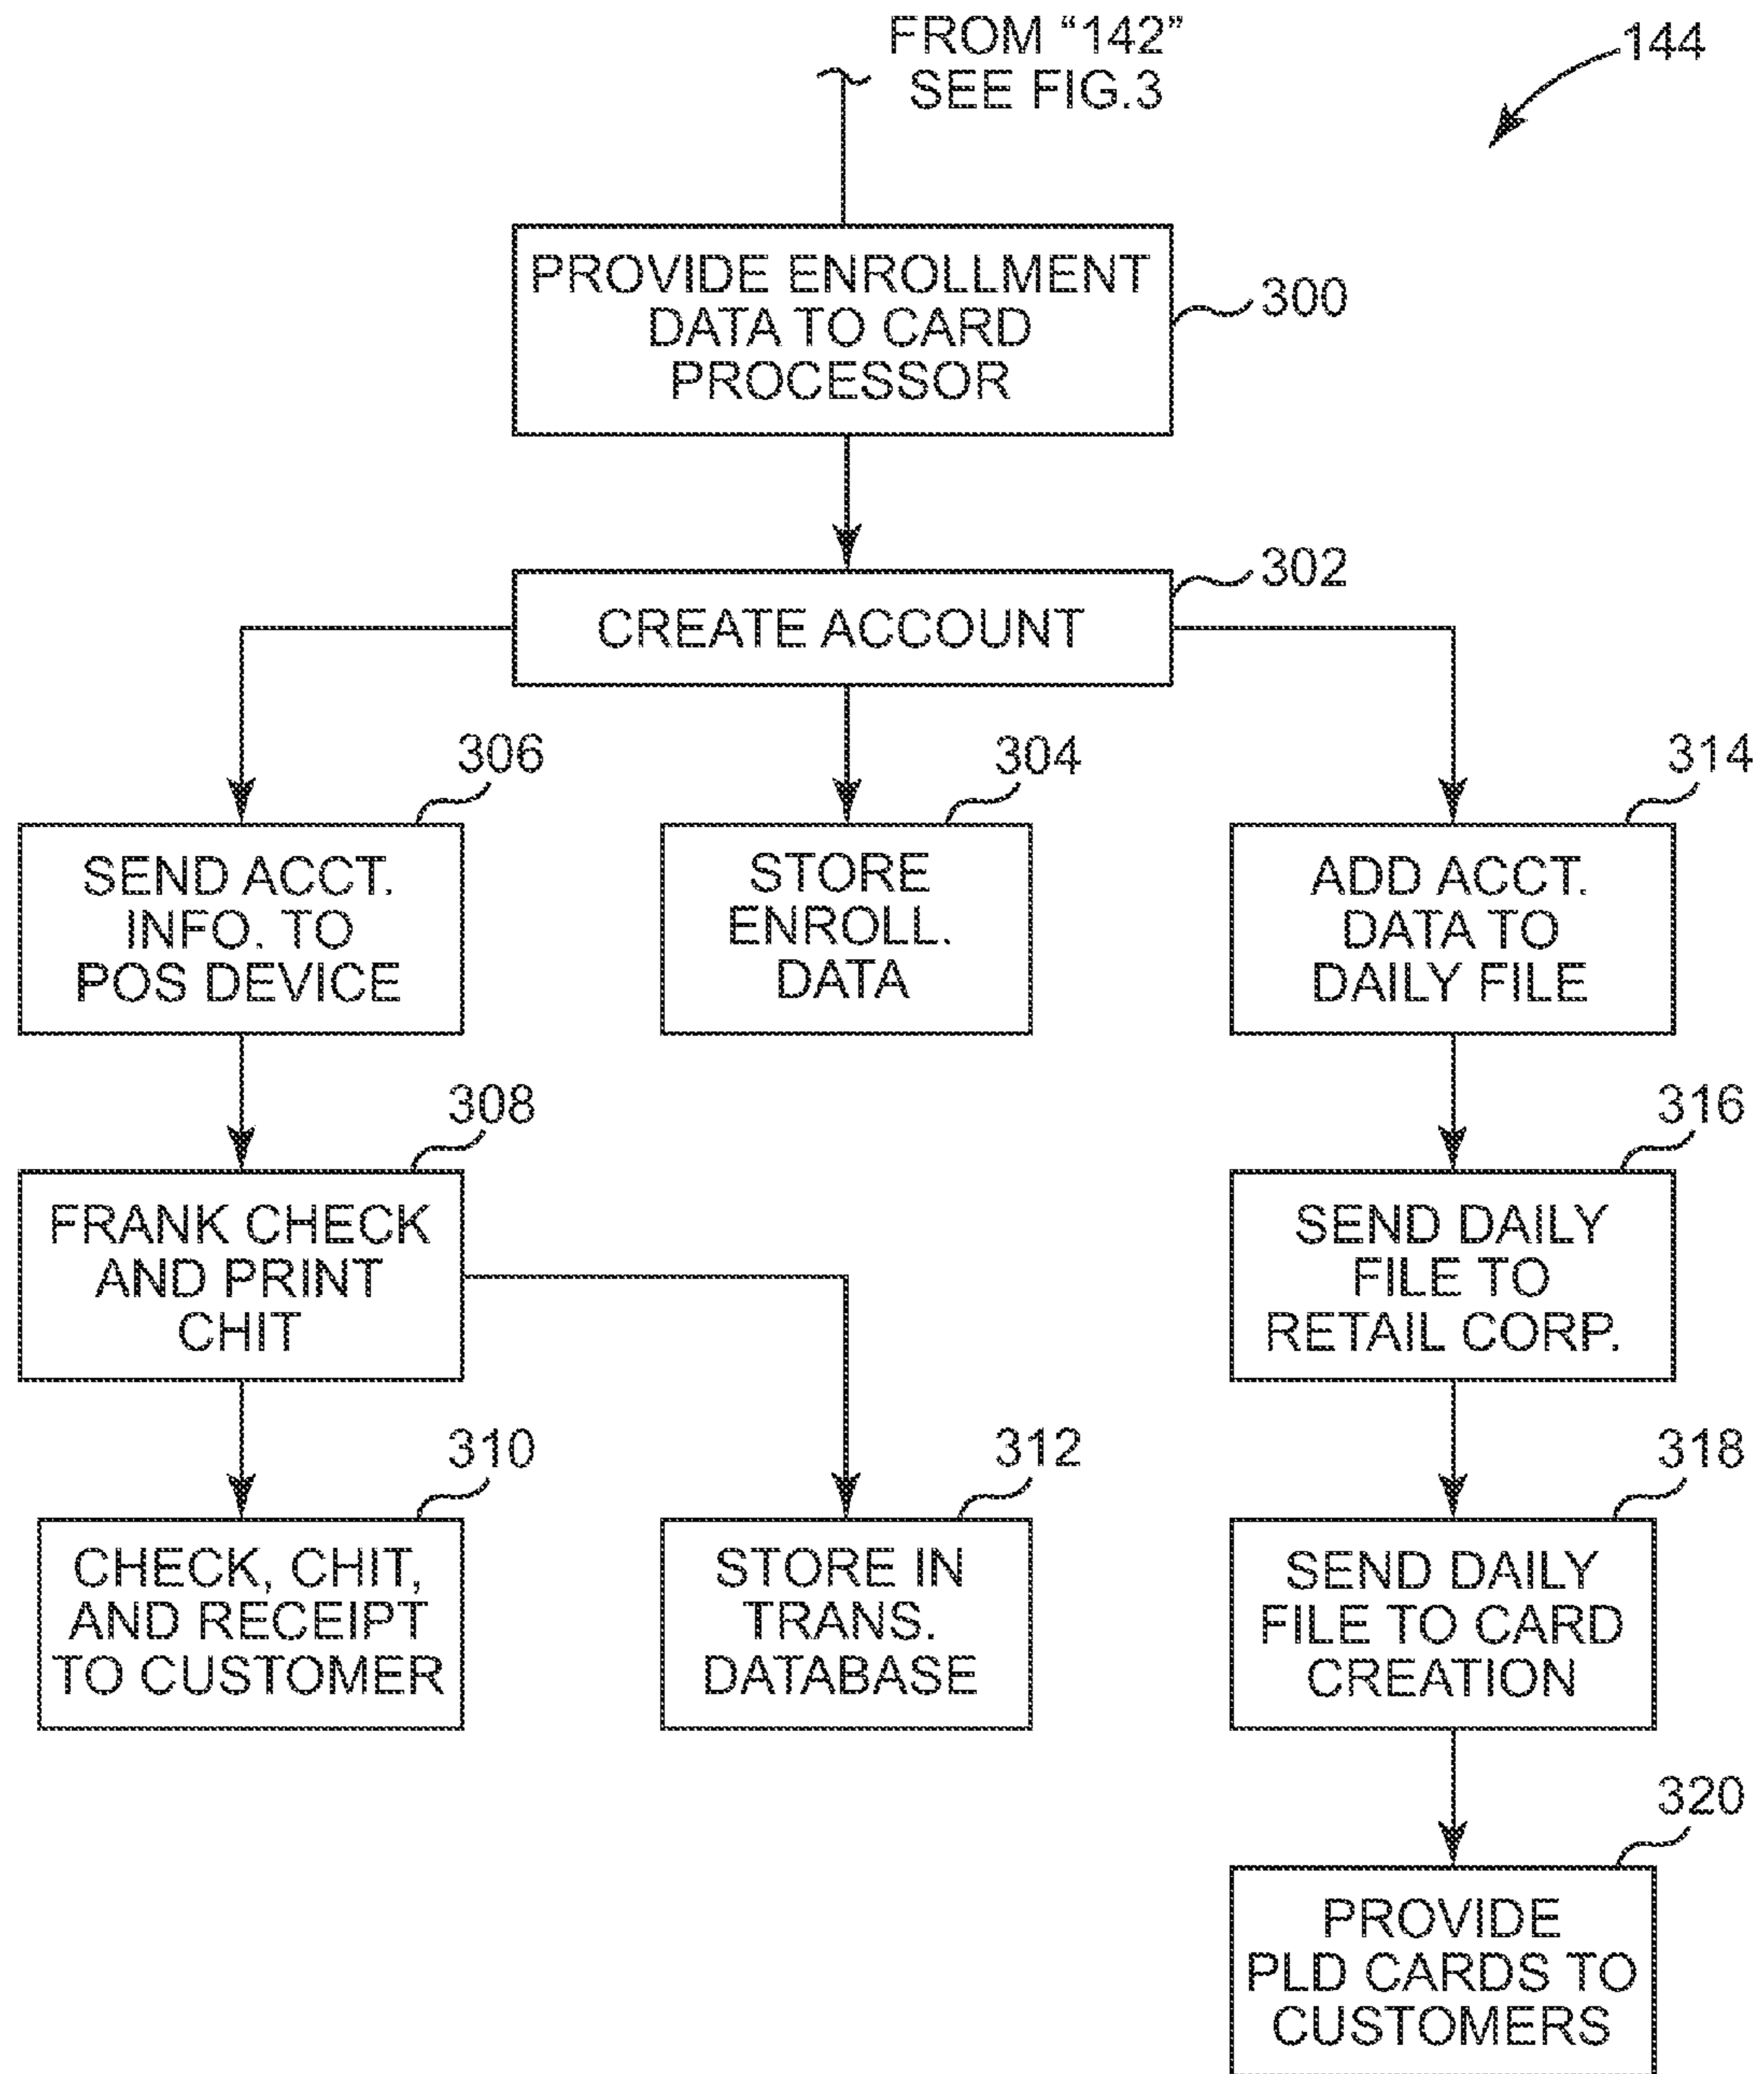 FROM “142”
SEE FIG.3
144
PROVIDE ENROLLMENT
DATA TO CARD
PROCESSOR
300
CREATE ACCOUNT
302
306
SEND ACCT.
INFO. TO
POS DEVICE
304
STORE
ENROLL.
DATA
314
ADD ACCT.
DATA TO
DAILY FILE
308
FRANK CHECK
AND PRINT
CHIT
316
SEND DAILY
FILE TO
RETAIL CORP.
310
CHECK, CHIT,
AND RECEIPT
TO CUSTOMER
312
STORE IN
TRANS.
DATABASE
318
SEND DAILY
FILE TO CARD
CREATION
320
PROVIDE
PLD CARDS TO
CUSTOMERS